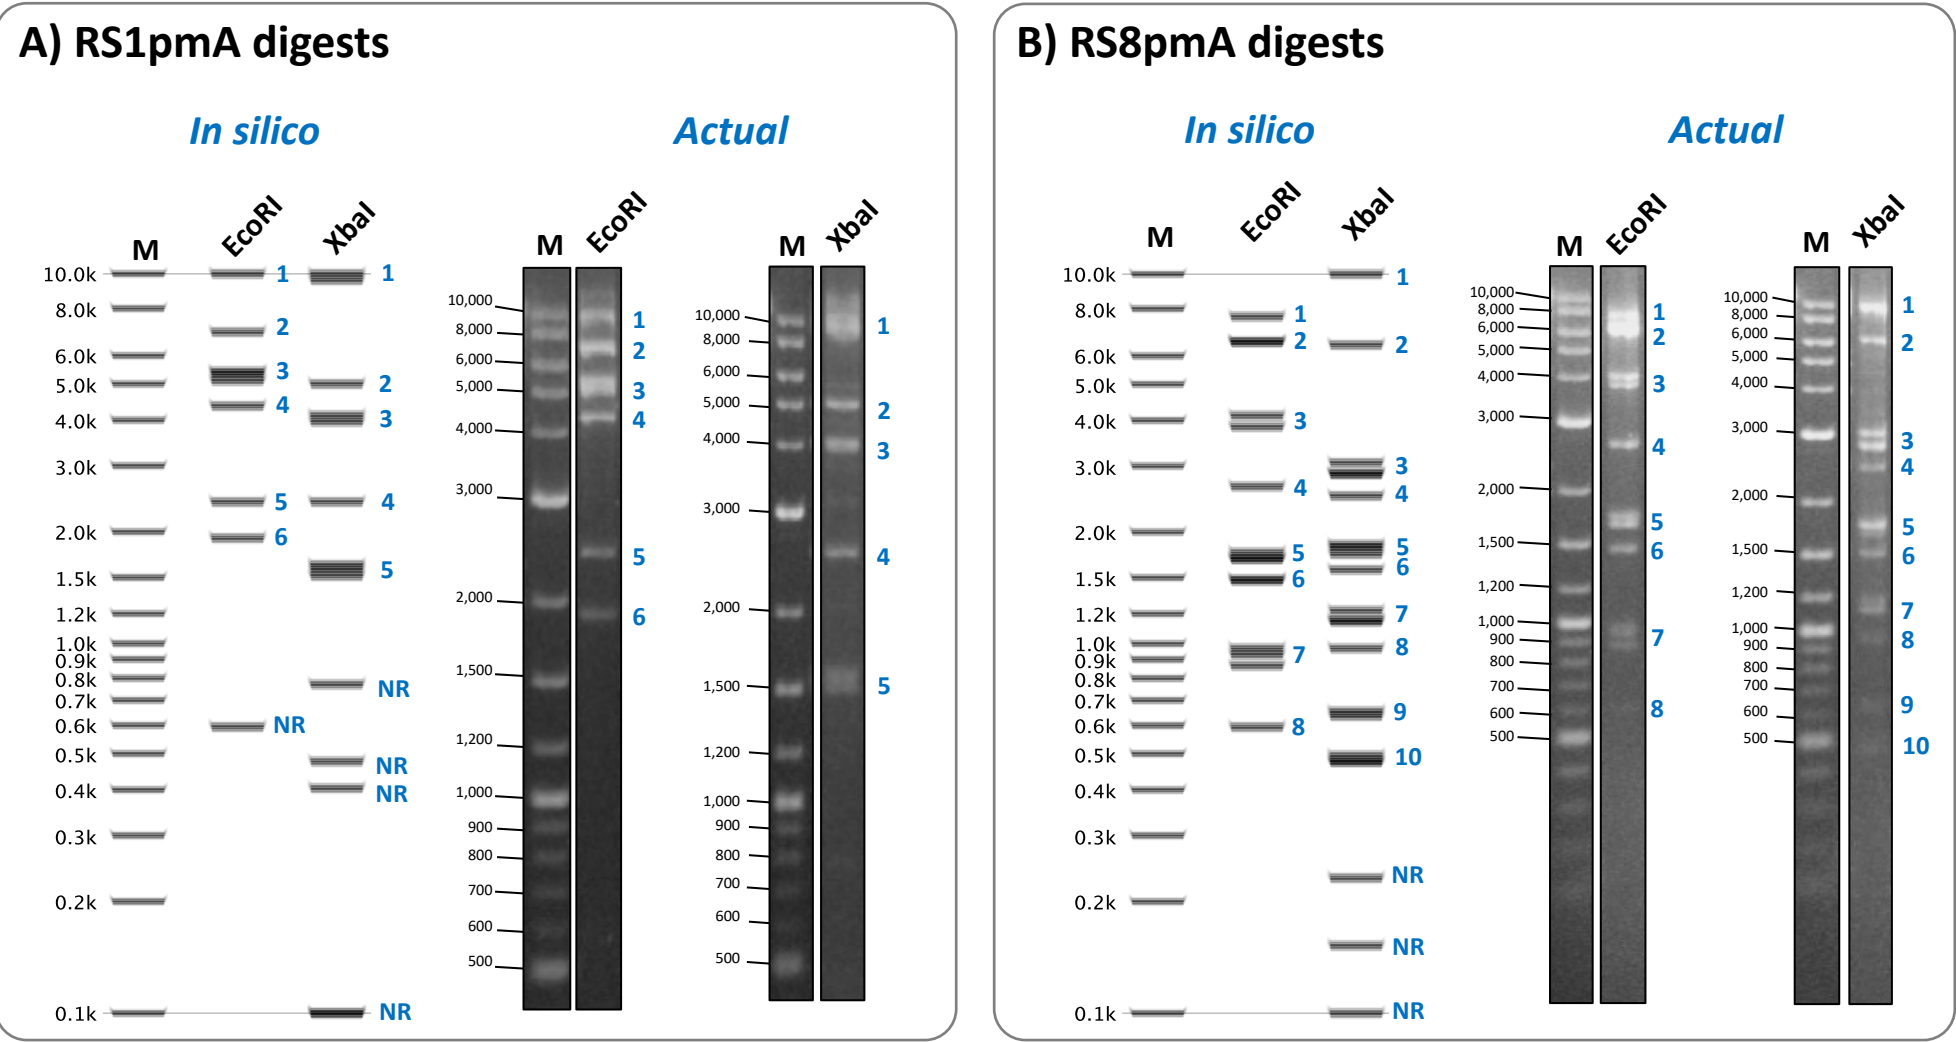 A) RS1pmA digests
In silico
Actual
M
EcoRI
XbaI
10.0k
8.0k
6.0k
5.0k
4.0k
3.0k
2.0k
1.5k
1.2k
1.0k
0.9k
0.8k
0.7k
0.6k
0.5k
0.4k
0.3k
0.2k
0.1k
1
2
3
4
5
6
NR
1
2
3
4
5
NR
NR
NR
NR
M
EcoRI
10,000
8,000
6,000
5,000
4,000
3,000
2,000
1,500
1,200
1,000
900
800
700
600
500
1
2
3
4
5
6
M
XbaI
10,000
8,000
6,000
5,000
4,000
3,000
2,000
1,500
1,200
1,000
900
800
700
600
500
1
2
3
4
5
B) RS8pmA digests
In silico
Actual
M
EcoRI
XbaI
10.0k
8.0k
6.0k
5.0k
4.0k
3.0k
2.0k
1.5k
1.2k
1.0k
0.9k
0.8k
0.7k
0.6k
0.5k
0.4k
0.3k
0.2k
0.1k
1
2
3
4
5
6
7
8
1
2
3
4
5
6
7
8
9
10
NR
NR
NR
M
EcoRI
10,000
8,000
6,000
5,000
4,000
3,000
2,000
1,500
1,200
1,000
900
800
700
600
500
1
2
3
4
5
6
7
8
M
XbaI
10,000
8,000
6,000
5,000
4,000
3,000
2,000
1,500
1,200
1,000
900
800
700
600
500
1
2
3
4
5
6
7
8
9
10